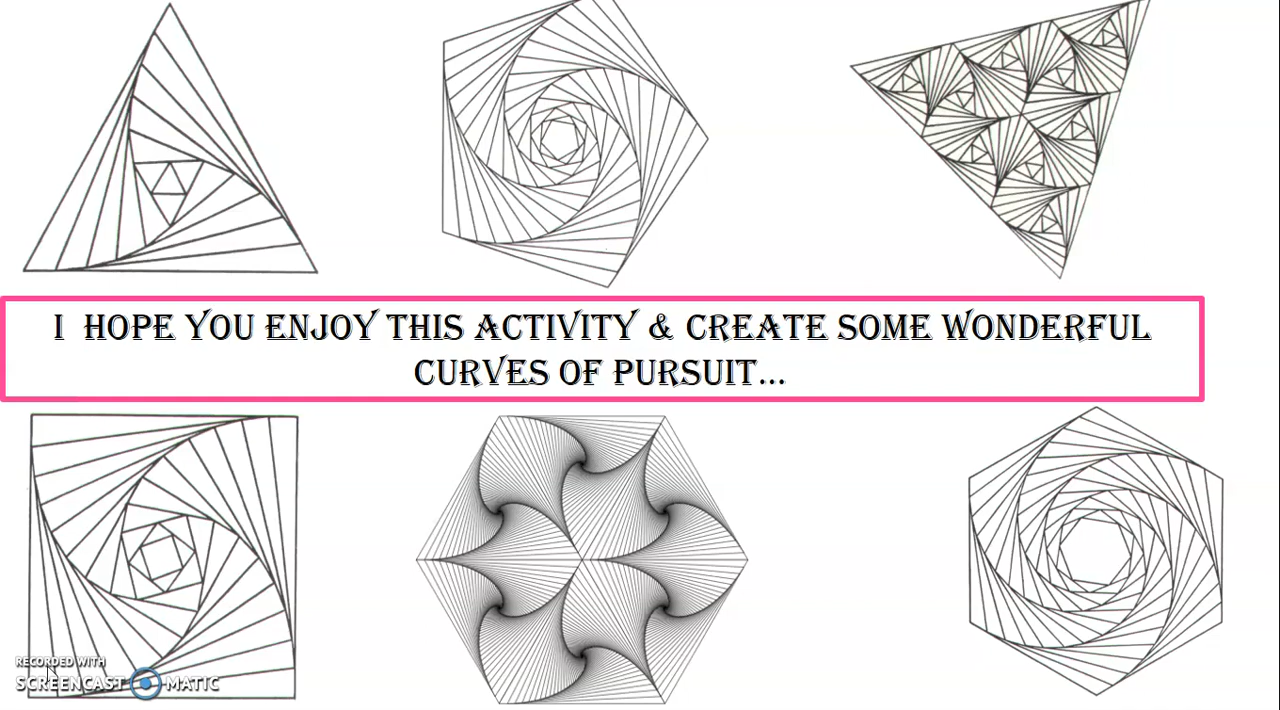 I HOPE YOU ENJOY THIS ACTIVITY & CREATE SOME WONDERFUL
CURVES OF PURSUIT...
RECORDED WITH
SCREENCAST MATIC